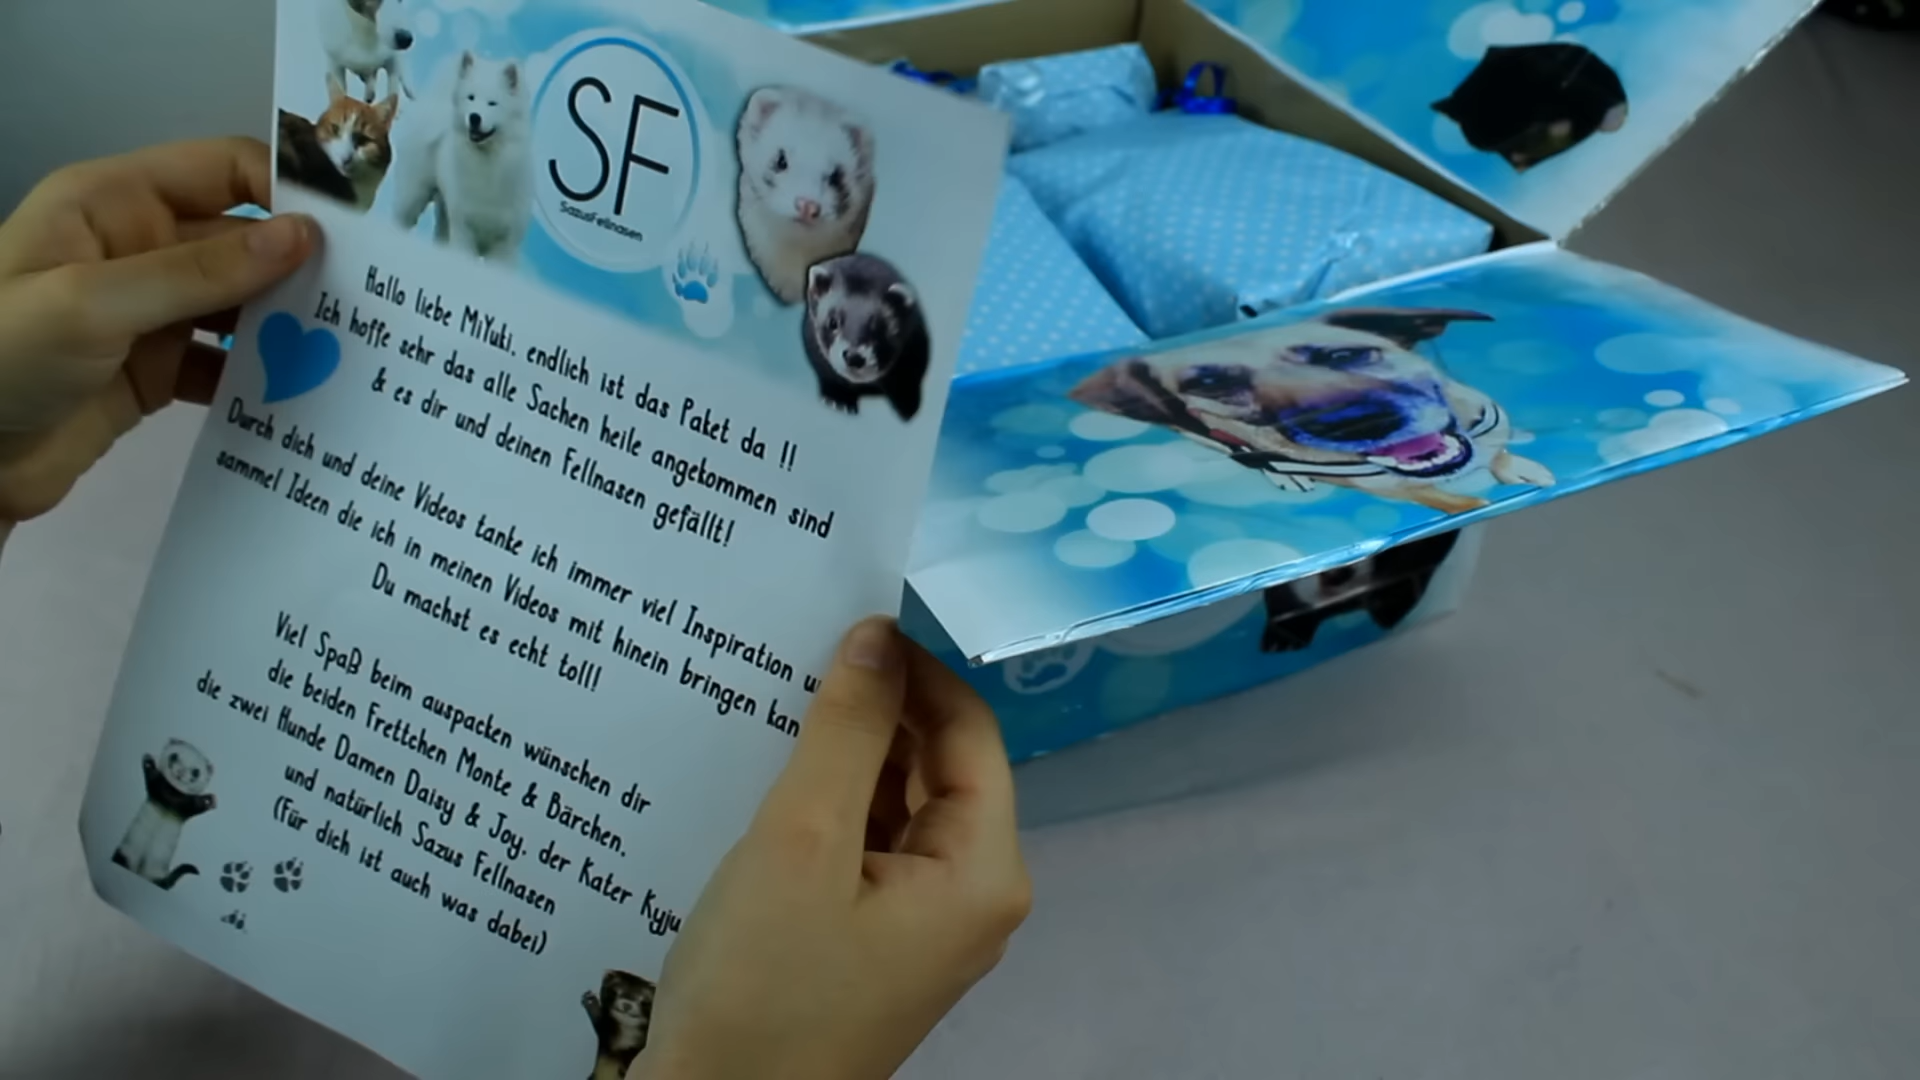 SF
SazusFellnasen
Hallo liebe MiYuki, endlich ist das Paket da !!
Ich hoffe sehr das alle Sachen heile angekommen sind
& es dir und deinen Fellnasen gefällt!
Durch dich und deine Videos tanke ich immer viel Inspiration
sammel Ideen die ich in meinen Videos mit hinein bringen kan
Du machst es echt toll!
Viel Spaß beim auspacken wünschen dir
die beiden Frettchen Monte & Bärchen,
die zwei Hunde Damen Daisy & Joy, der Kater Kyju
und natürlich Sazus Fellnasen
(Für dich ist auch was dabei)